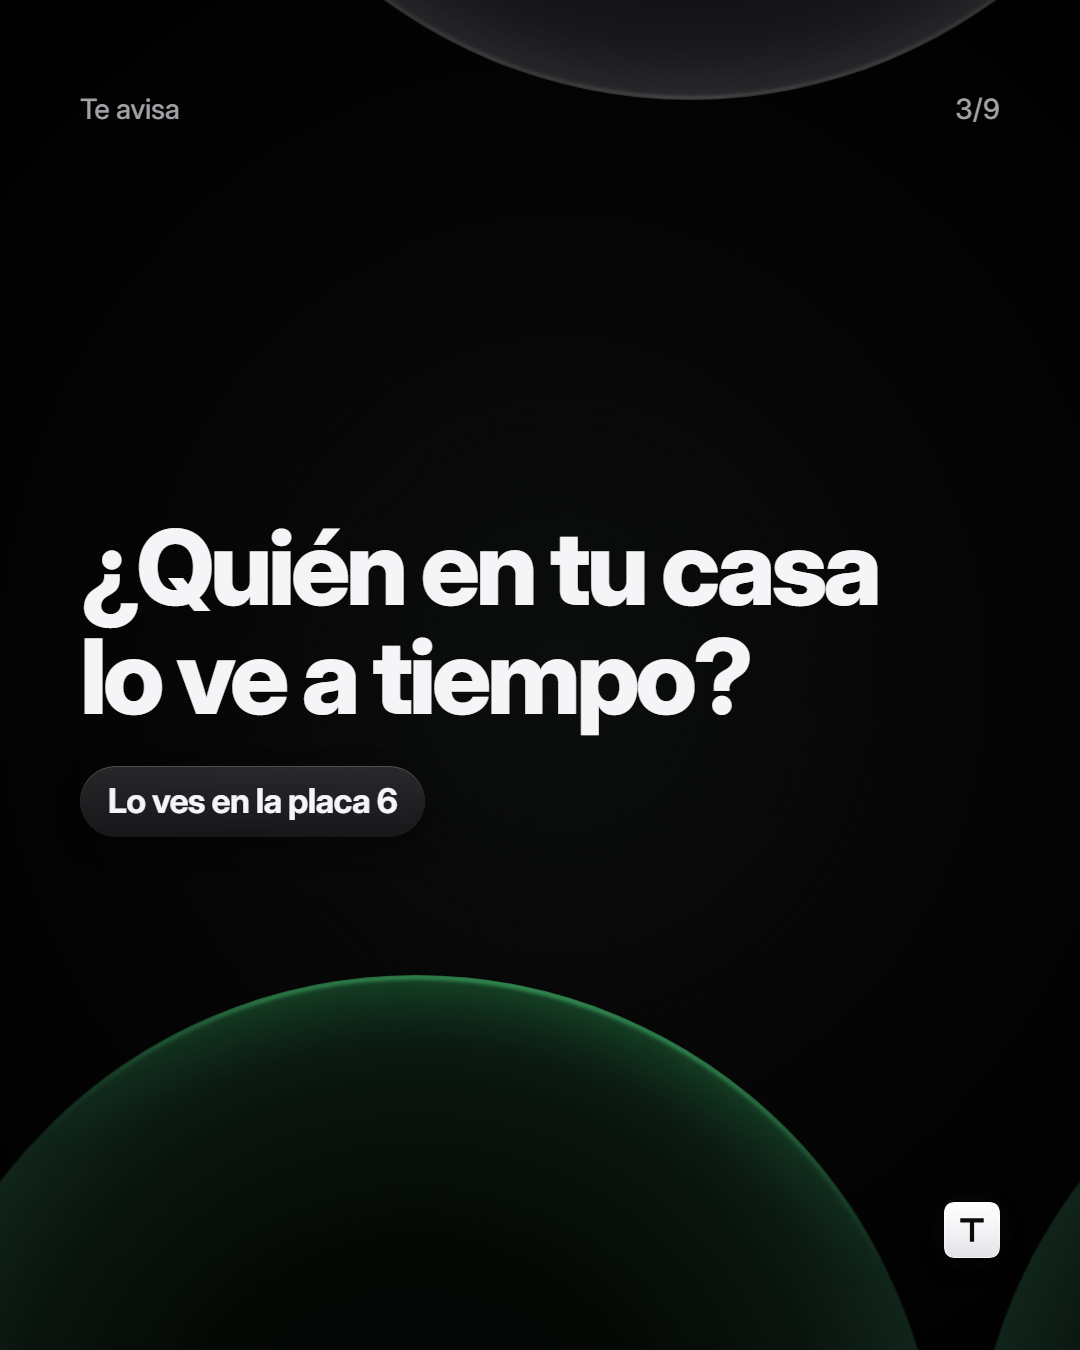 Te avisa
3/9
¿Quién en tu casa
lo ve a tiempo?
Lo ves en la placa 6
T